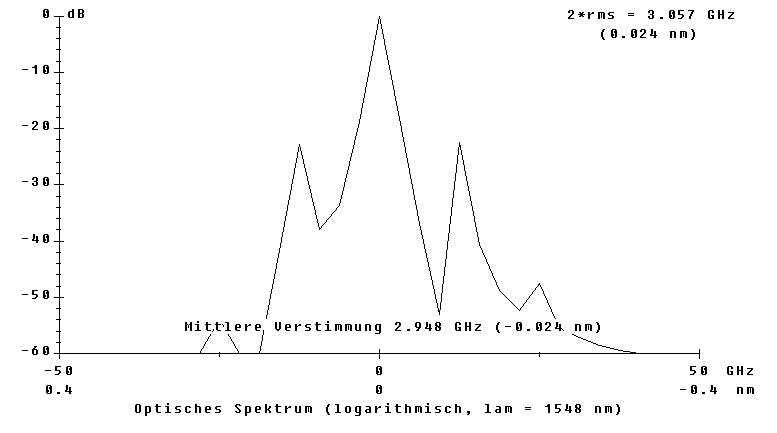 0 dB
2*rms = 3.057 GHz
(0.024 nm)
-10
-20
-30
-40
-50
Mittlere Verstimmung 2.948 GHz (-0.024 nm)
-60
-50 0 50 GHz
0.4 0 -0.4 nm
Optisches Spektrum (logarithmisch, lam = 1548 nm)